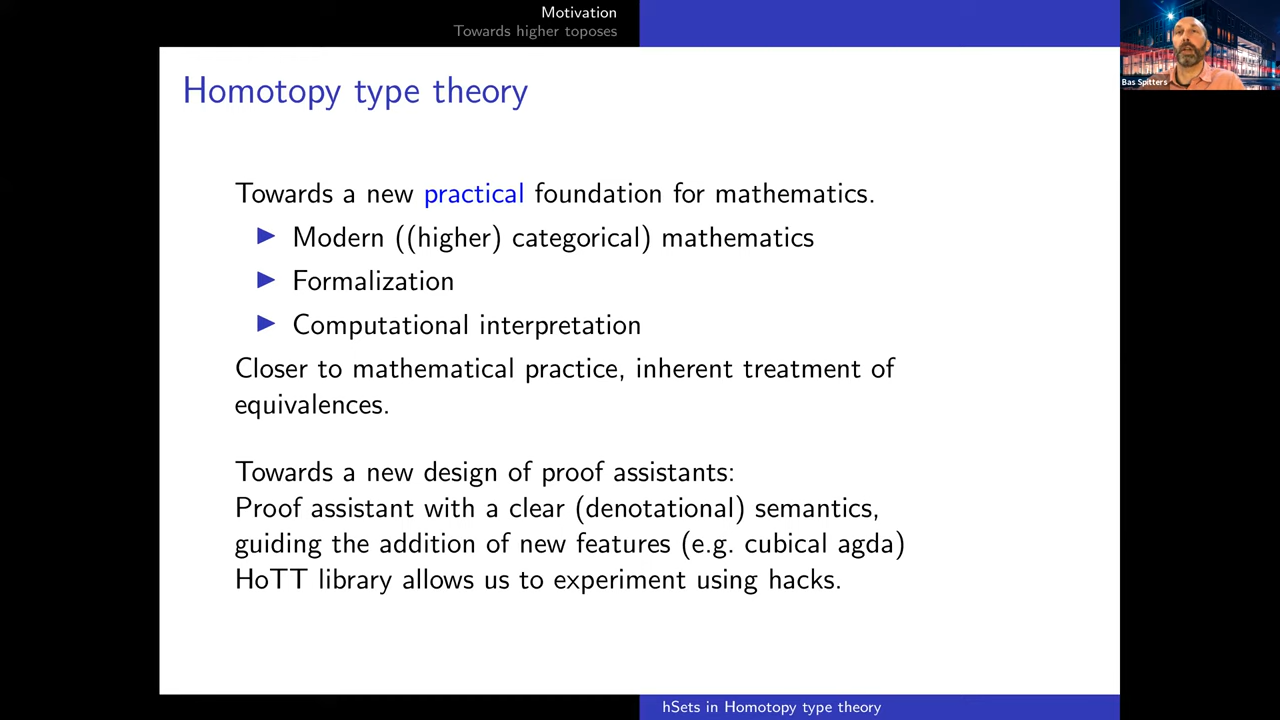 Motivation
Towards higher toposes
Bas Spitters
Homotopy type theory
Towards a new practical foundation for mathematics.
Modern ((higher) categorical) mathematics
Formalization
Computational interpretation
Closer to mathematical practice, inherent treatment of
equivalences.
Towards a new design of proof assistants:
Proof assistant with a clear (denotational) semantics,
guiding the addition of new features (e.g. cubical agda)
HoTT library allows us to experiment using hacks.
hSets in Homotopy type theory